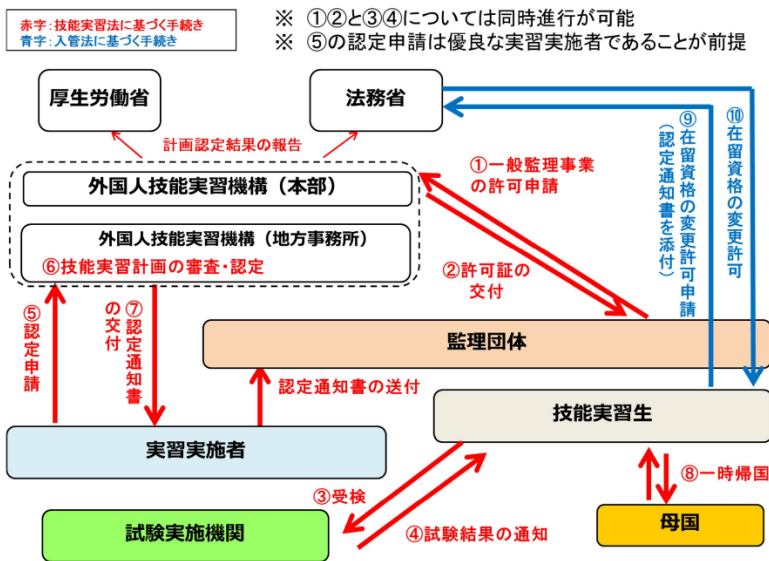 赤字:技能実習法に基づく手続き
青字:入管法に基づく手続き
※ ①②と③④については同時進行が可能
※ ⑤の認定申請は優良な実習実施者であることが前提
厚生労働省
法務省
計画認定結果の報告
外国人技能実習機構(本部)
外国人技能実習機構(地方事務所)
⑥技能実習計画の審査・認定
①一般監理事業
の許可申請
②許可証の
交付
⑨在留資格の変更許可申請
(認定通知書を添付)
⑩在留資格の変更許可
⑤認定申請
⑦認定通知書
の交付
監理団体
認定通知書の送付
技能実習生
実習実施者
③受検
④試験結果の通知
⑧一時帰国
試験実施機関
母国